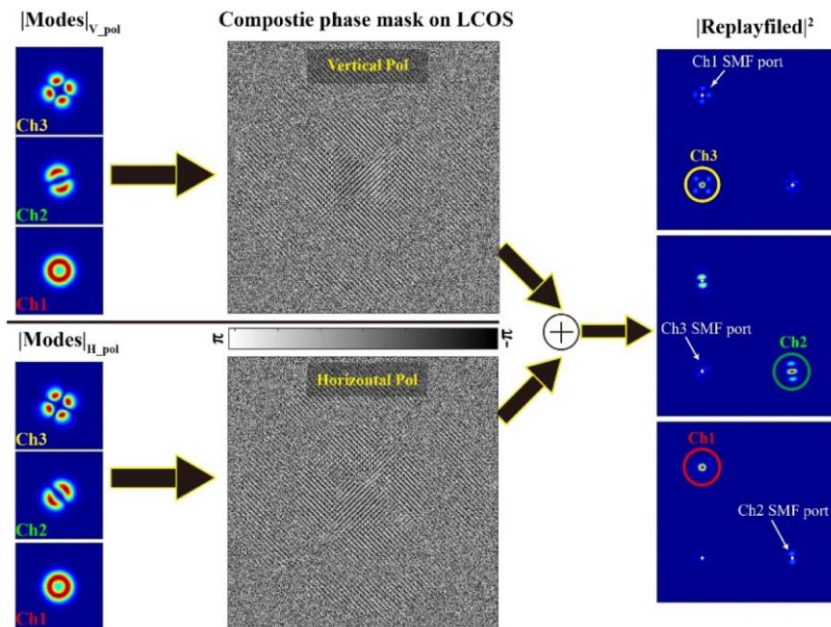 |Modes|V_pol
Compostie phase mask on LCOS
|Replayfiled|²
Ch3
Ch2
Ch1
Vertical Pol
Ch1 SMF port
Ch3
Ch3 SMF port
Ch2
Ch1
Ch2 SMF port
|Modes|H_pol
π
-π
Ch3
Ch2
Ch1
Horizontal Pol